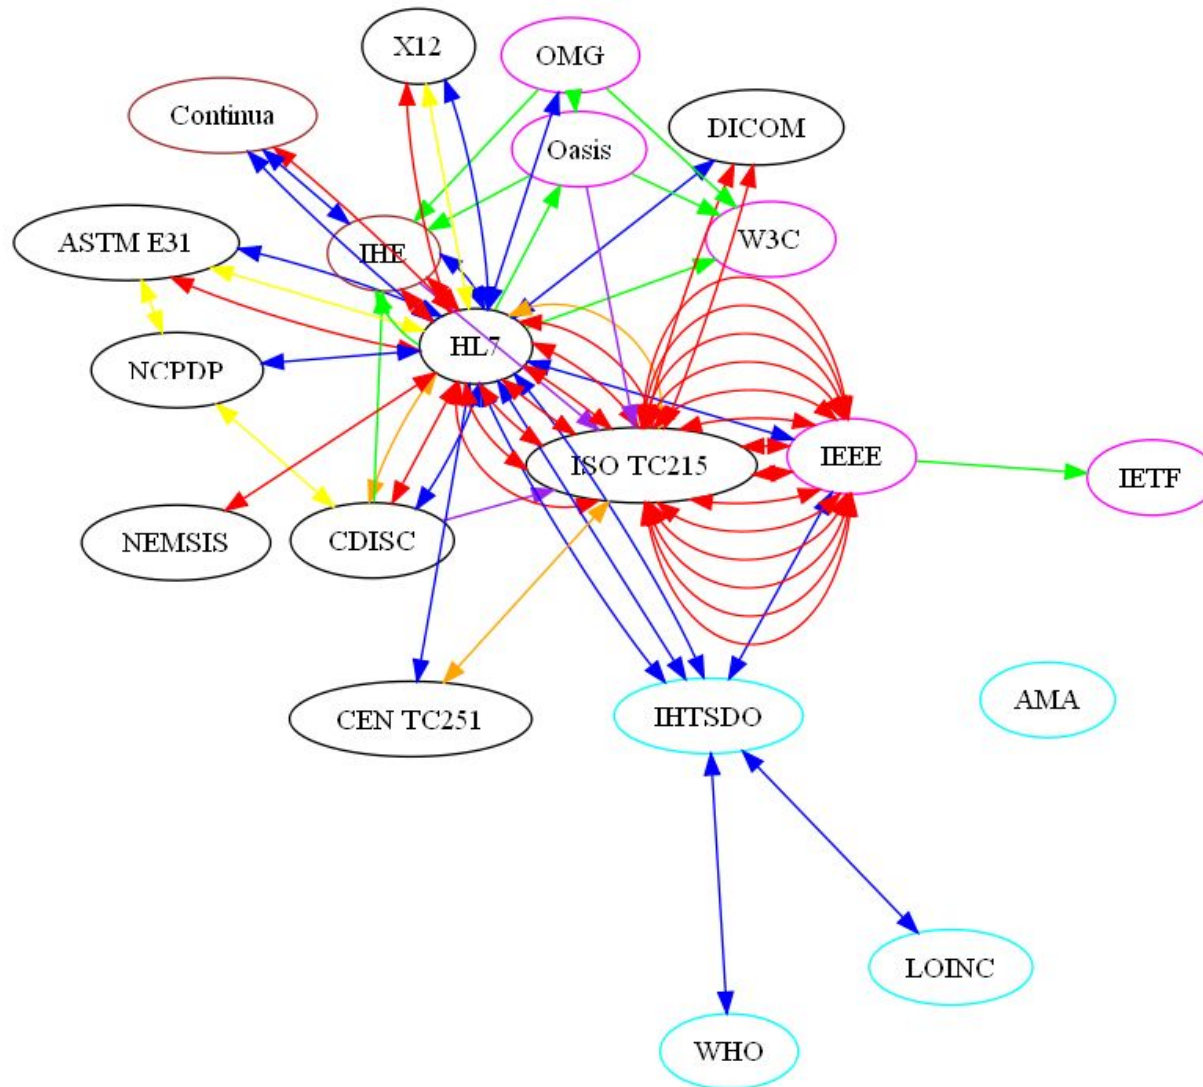 X12
OMG
Continua
DICOM
Oasis
ASTM E31
IHE
W3C
HL7
NCPDP
ISO TC215
IEEE
IETF
NEMSIS
CDISC
CEN TC251
IHTSDO
AMA
LOINC
WHO